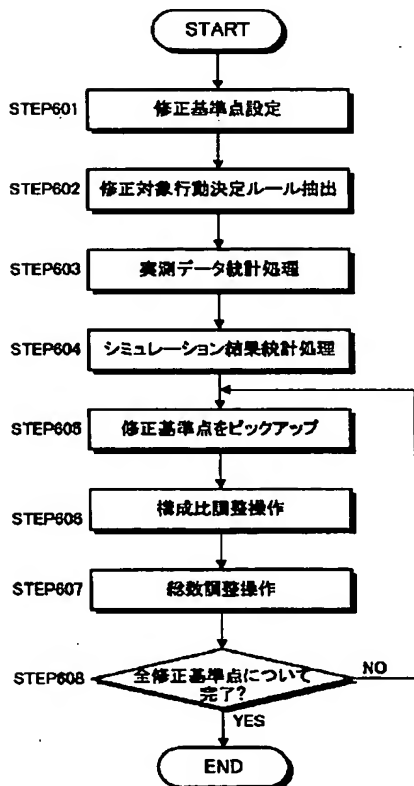 START
STEP601
修正基準点設定
STEP602
修正対象行動決定ルール抽出
STEP603
実測データ統計処理
STEP604
シミュレーション結果統計処理
STEP605
修正基準点をピックアップ
STEP606
構成比調整操作
STEP607
総数調整操作
STEP608
全修正基準点について
完了?
NO
YES
END